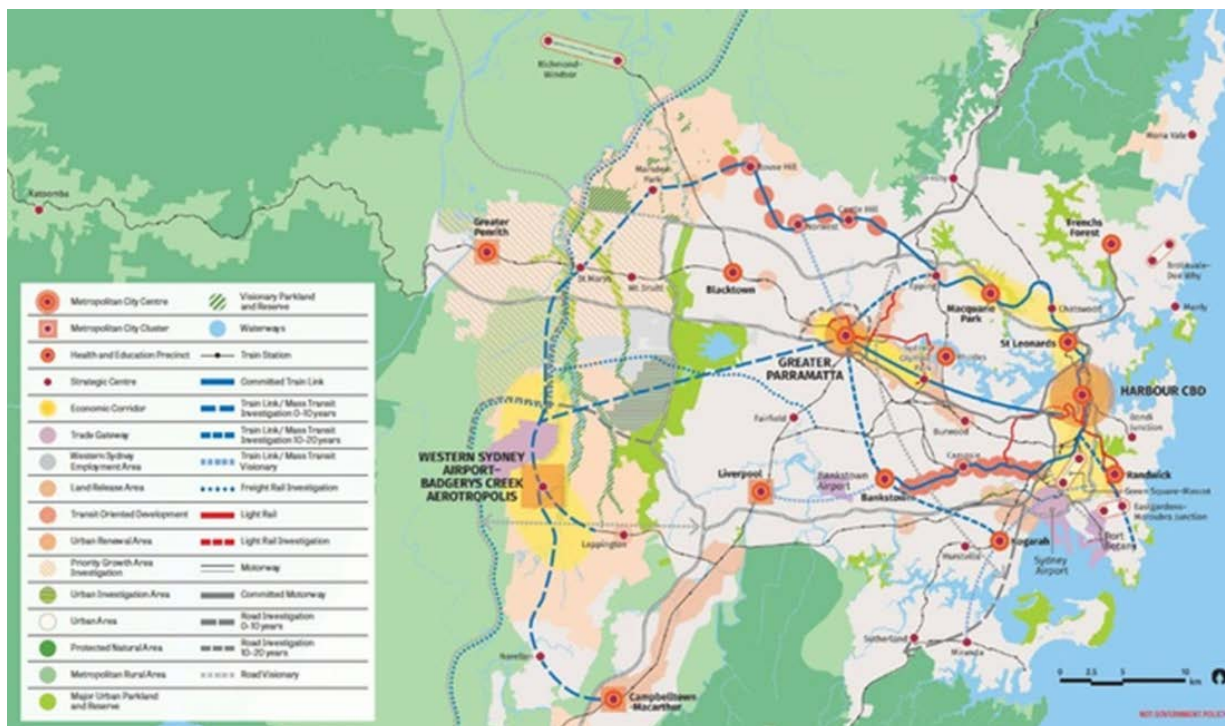 Richmond-
Windsor
Mona Vale
Marsden
Park
Rouse Hill
Katoomba
Castle Hill
Norwest
Greater
Penrith
Frenchs
Forest
Brookvale-
Dee Why
St Marys
Mt Druitt
Blacktown
Epping
Macquarie
Park
Chatswood
Manly
St Leonards
GREATER
PARRAMATTA
Rhodes
HARBOUR CBD
Bondi
Junction
Fairfield
Burwood
WESTERN SYDNEY
AIRPORT–
BADGERYS CREEK
AEROTROPOLIS
Liverpool
Bankstown
Airport
Campsie
Bankstown
Randwick
Green Square-Mascot
Eastgardens-
Maroubra Junction
Leppington
Kogarah
Hurstville
Sydney
Airport
Port
Botany
Sutherland
Miranda
Narellan
Campbelltown
-Macarthur
Metropolitan City Centre
Metropolitan City Cluster
Health and Education Precinct
Strategic Centre
Economic Corridor
Trade Gateway
Western Sydney
Employment Area
Land Release Area
Transit Oriented Development
Urban Renewal Area
Priority Growth Area
Investigation
Urban Investigation Area
Urban Area
Protected Natural Area
Metropolitan Rural Area
Major Urban Parkland
and Reserve
Visionary Parkland
and Reserve
Waterways
Train Station
Committed Train Link
Train Link/ Mass Transit
Investigation 0-10 years
Train Link/ Mass Transit
Investigation 10-20 years
Train Link/ Mass Transit
Visionary
Freight Rail Investigation
Light Rail
Light Rail Investigation
Motorway
Committed Motorway
Road Investigation
0-10 years
Road Investigation
10-20 years
Road Visionary
0 2.5 5 10
km
NOT GOVERNMENT POLICY